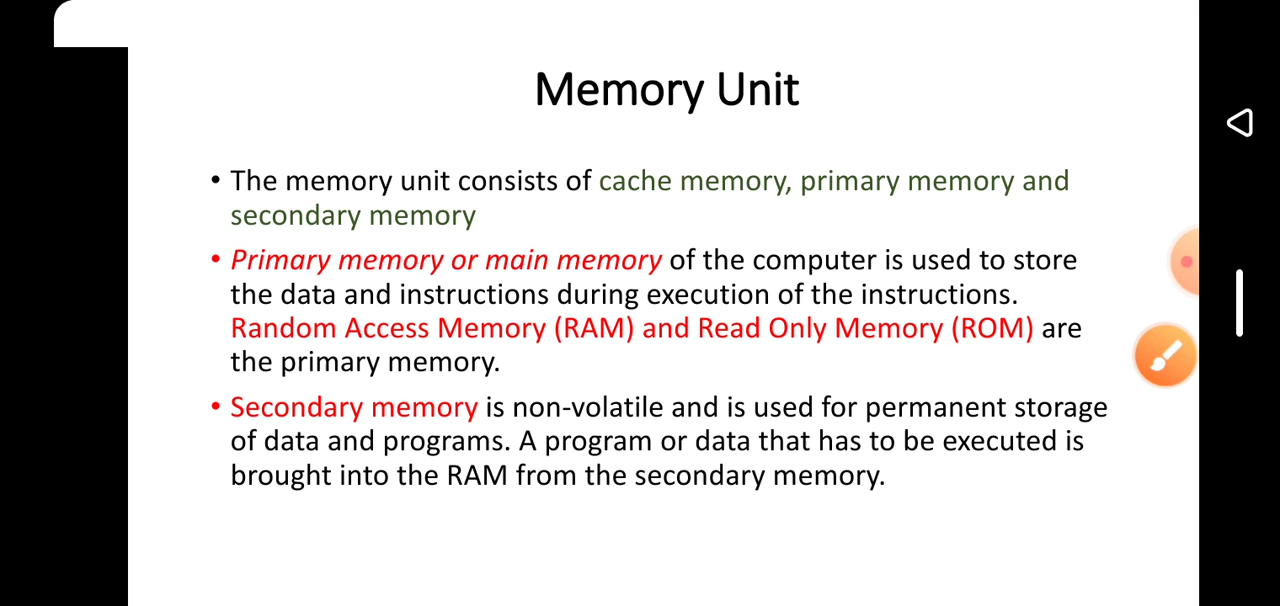 Memory Unit
• The memory unit consists of cache memory, primary memory and
secondary memory
• Primary memory or main memory of the computer is used to store
the data and instructions during execution of the instructions.
Random Access Memory (RAM) and Read Only Memory (ROM) are
the primary memory.
• Secondary memory is non-volatile and is used for permanent storage
of data and programs. A program or data that has to be executed is
brought into the RAM from the secondary memory.